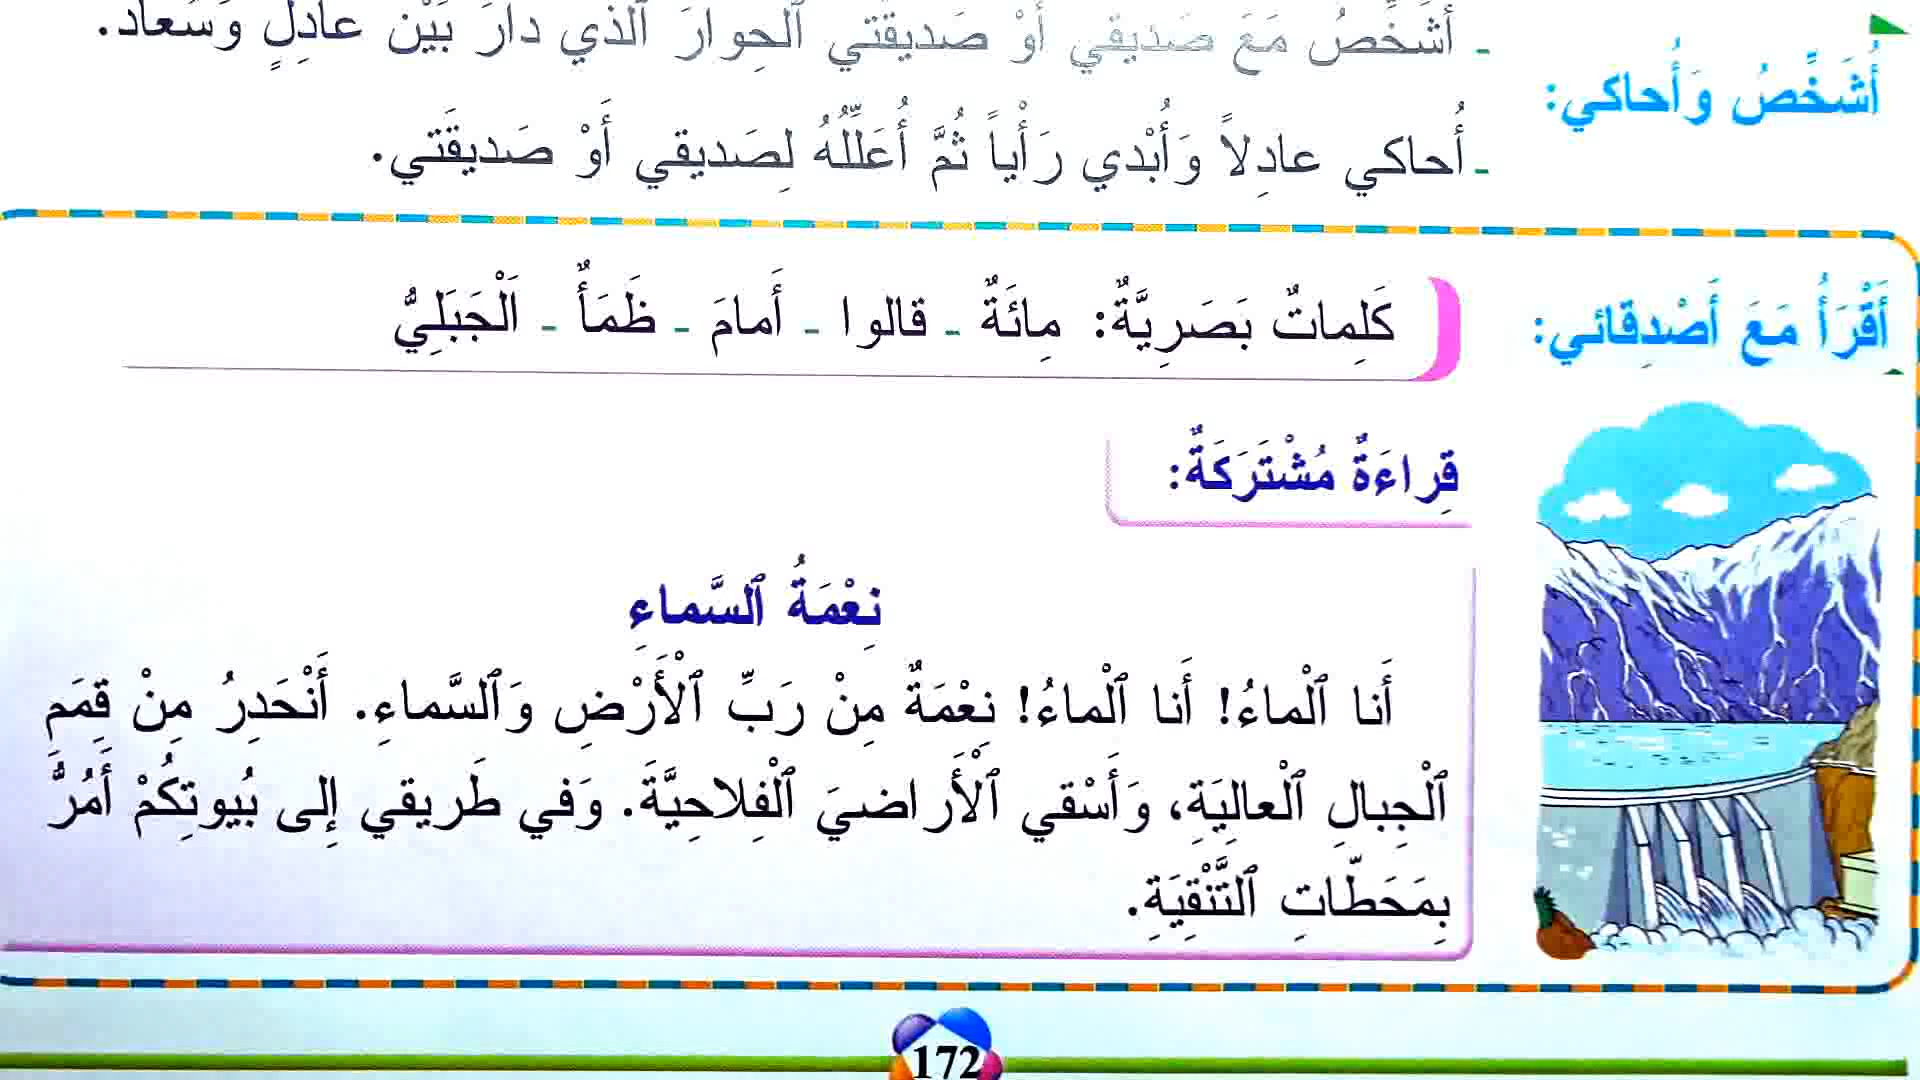 أُشَخِّصُ وَأُحاكي:
- أُشَخِّصُ مَعَ صَديقي أَوْ صَديقَتي ٱلْحِوارَ ٱلَّذي دارَ بَيْنَ عادِلٍ وَسُعادَ.
- أُحاكي عادِلاً وَأُبْدي رَأْياً ثُمَّ أُعَلِّلُهُ لِصَديقي أَوْ صَديقَتي.
أَقْرَأُ مَعَ أَصْدِقائي:
كَلِماتٌ بَصَرِيَّةٌ: مِائَةٌ - قالوا - أَمامَ - ظَمَأٌ - اَلْجَبَلِيُّ
قِراءَةٌ مُشْتَرَكَةٌ:
نِعْمَةُ ٱلسَّماءِ
أَنا ٱلْماءُ! أَنا ٱلْماءُ! نِعْمَةٌ مِنْ رَبِّ ٱلْأَرْضِ وَٱلسَّماءِ. أَنْحَدِرُ مِنْ قِمَمِ
ٱلْجِبالِ ٱلْعالِيَةِ، وَأَسْقي ٱلْأَراضيَ ٱلْفِلاحِيَّةَ. وَفي طَريقي إِلى بُيوتِكُمْ أَمُرُّ
بِمَحَطّاتِ ٱلتَّنْقِيَةِ.
172